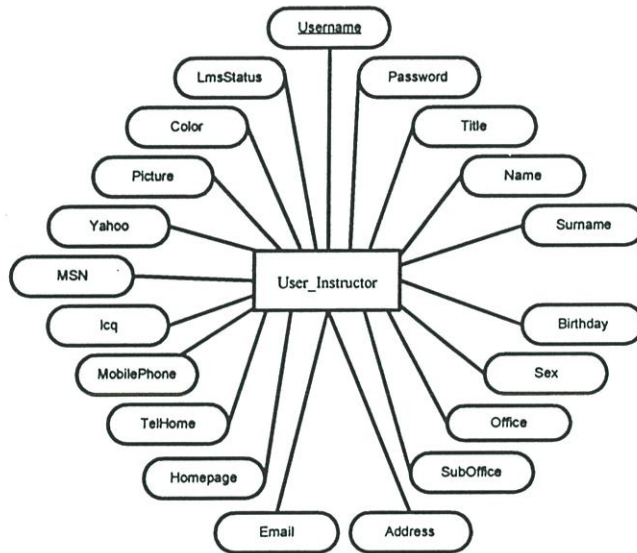 Username
LmsStatus
Password
Color
Title
Picture
Name
Yahoo
Surname
MSN
User_Instructor
Icq
Birthday
MobilePhone
Sex
TelHome
Office
Homepage
SubOffice
Email
Address